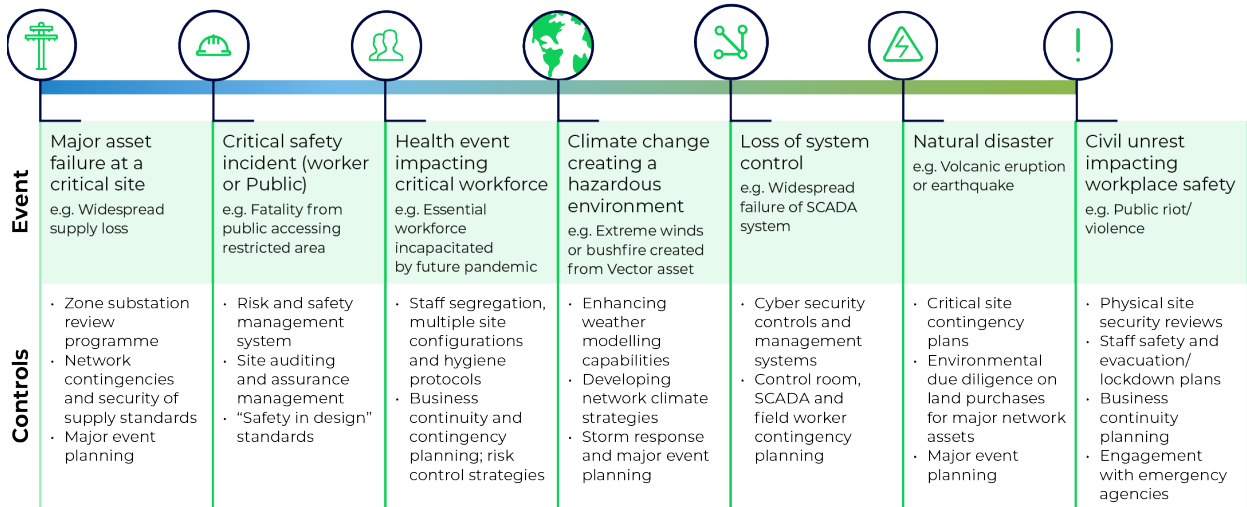 Event
Major asset
failure at a
critical site
e.g. Widespread
supply loss
Critical safety
incident (worker
or Public)
e.g. Fatality from
public accessing
restricted area
Health event
impacting
critical workforce
e.g. Essential
workforce
incapacitated
by future pandemic
Climate change
creating a
hazardous
environment
e.g. Extreme winds
or bushfire created
from Vector asset
Loss of system
control
e.g. Widespread
failure of SCADA
system
Natural disaster
e.g. Volcanic eruption
or earthquake
Civil unrest
impacting
workplace safety
e.g. Public riot/
violence
Controls
• Zone substation
review
programme
• Network
contingencies
and security of
supply standards
• Major event
planning
• Risk and safety
management
system
• Site auditing
and assurance
management
• “Safety in design”
standards
• Staff segregation,
multiple site
configurations
and hygiene
protocols
• Business
continuity and
contingency
planning; risk
control strategies
• Enhancing
weather
modelling
capabilities
• Developing
network climate
strategies
• Storm response
and major event
planning
• Cyber security
controls and
management
systems
• Control room,
SCADA and
field worker
contingency
planning
• Critical site
contingency
plans
• Environmental
due diligence on
land purchases
for major network
assets
• Major event
planning
• Physical site
security reviews
• Staff safety and
evacuation/
lockdown plans
• Business
continuity
planning
• Engagement
with emergency
agencies